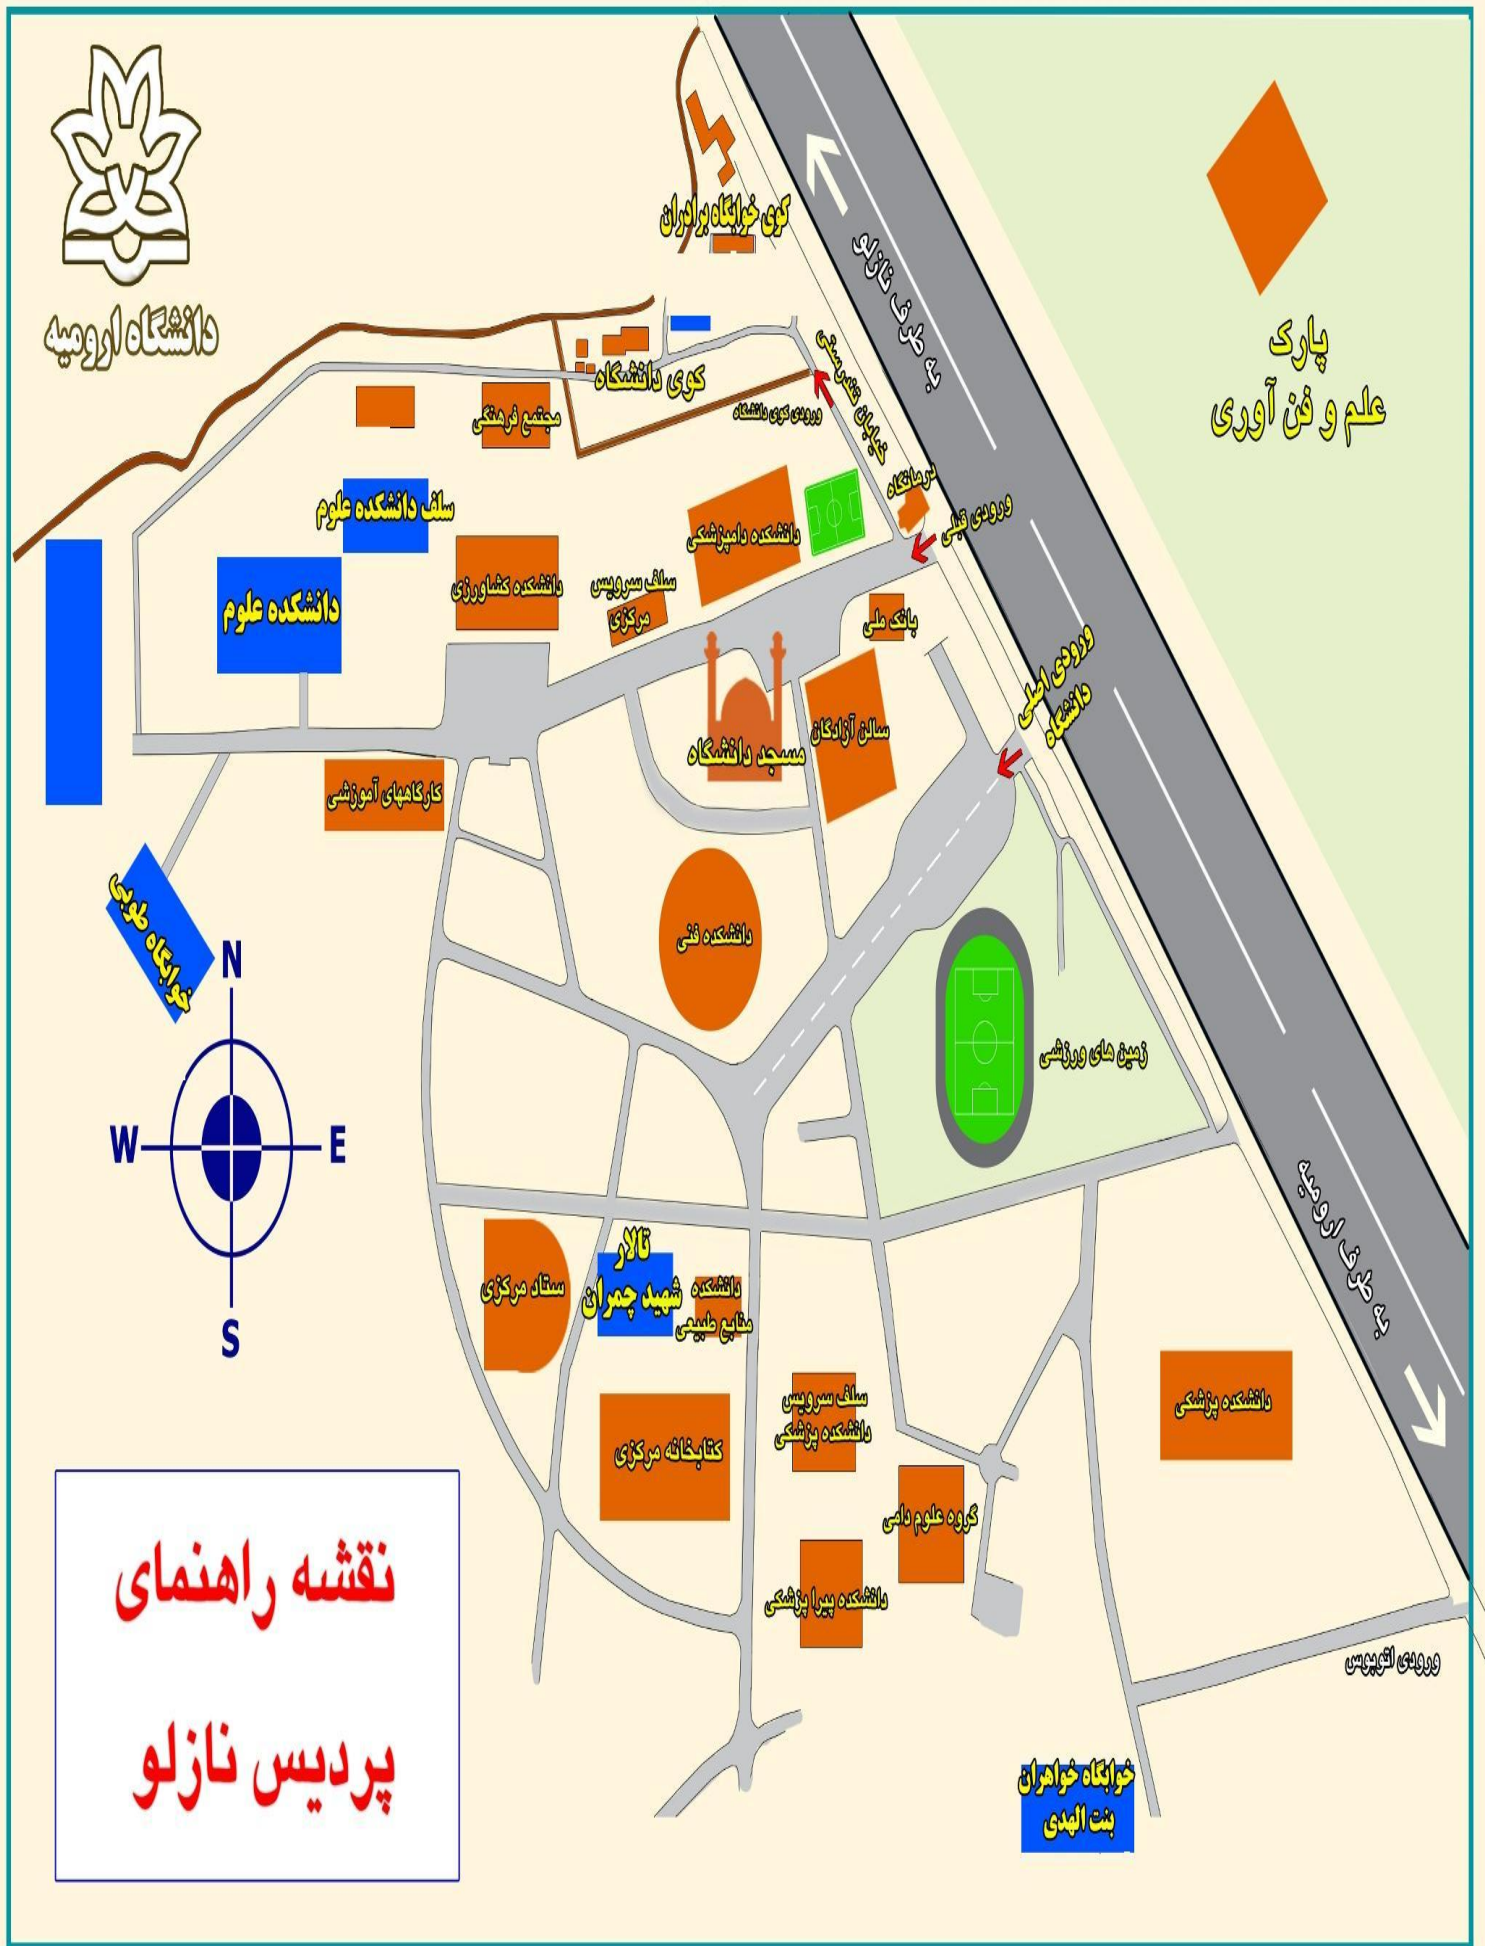 دانشگاه ارومیه
کوی خوابگاه برادران
به طرف نازلو
پارک
علم و فن آوری
خیابان تندرستی
کوی دانشگاه
ورودی کوی دانشگاه
مجتمع فرهنگی
درمانگاه
ورودی قبلی
سلف دانشکده علوم
دانشکده دامپزشکی
دانشکده علوم
دانشکده کشاورزی
سلف سرویس
مرکزی
بانک ملی
ورودی اصلی
دانشگاه
سالن آزادگان
مسجد دانشگاه
کارگاههای آموزشی
خوابگاه طوبی
دانشکده فنی
زمین های ورزشی
N
W
E
S
به طرف ارومیه
ستاد مرکزی
تالار
شهید چمران
دانشکده
منابع طبیعی
سلف سرویس
دانشکده پزشکی
دانشکده پزشکی
کتابخانه مرکزی
گروه علوم دامی
دانشکده پیرا پزشکی
ورودی اتوبوس
خوابگاه خواهران
بنت الهدی
نقشه راهنمای
پردیس نازلو